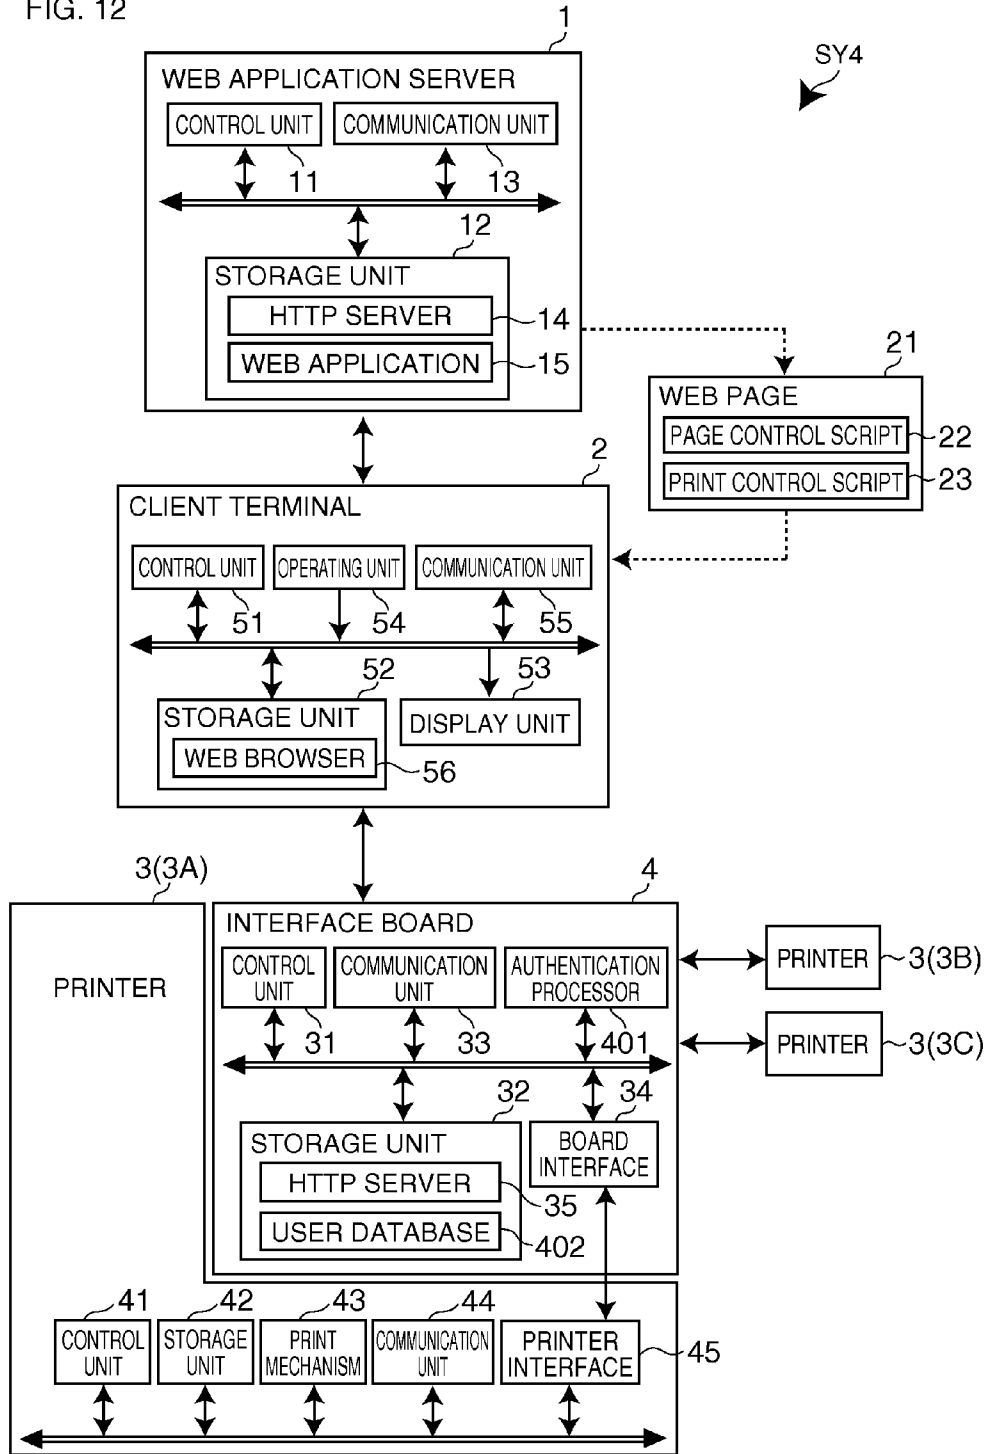 FIG. 12
1
SY4
WEB APPLICATION SERVER
CONTROL UNIT
COMMUNICATION UNIT
11
13
12
STORAGE UNIT
HTTP SERVER
14
WEB APPLICATION
15
21
WEB PAGE
PAGE CONTROL SCRIPT
22
PRINT CONTROL SCRIPT
23
2
CLIENT TERMINAL
CONTROL UNIT
OPERATING UNIT
COMMUNICATION UNIT
51
54
55
52
53
STORAGE UNIT
DISPLAY UNIT
WEB BROWSER
56
3(3A)
4
PRINTER
INTERFACE BOARD
CONTROL
UNIT
COMMUNICATION
UNIT
AUTHENTICATION
PROCESSOR
31
33
401
PRINTER
3(3B)
PRINTER
3(3C)
32
34
STORAGE UNIT
HTTP SERVER
35
USER DATABASE
402
BOARD
INTERFACE
41
42
43
44
CONTROL
UNIT
STORAGE
UNIT
PRINT
MECHANISM
COMMUNICATION
UNIT
PRINTER
INTERFACE
45